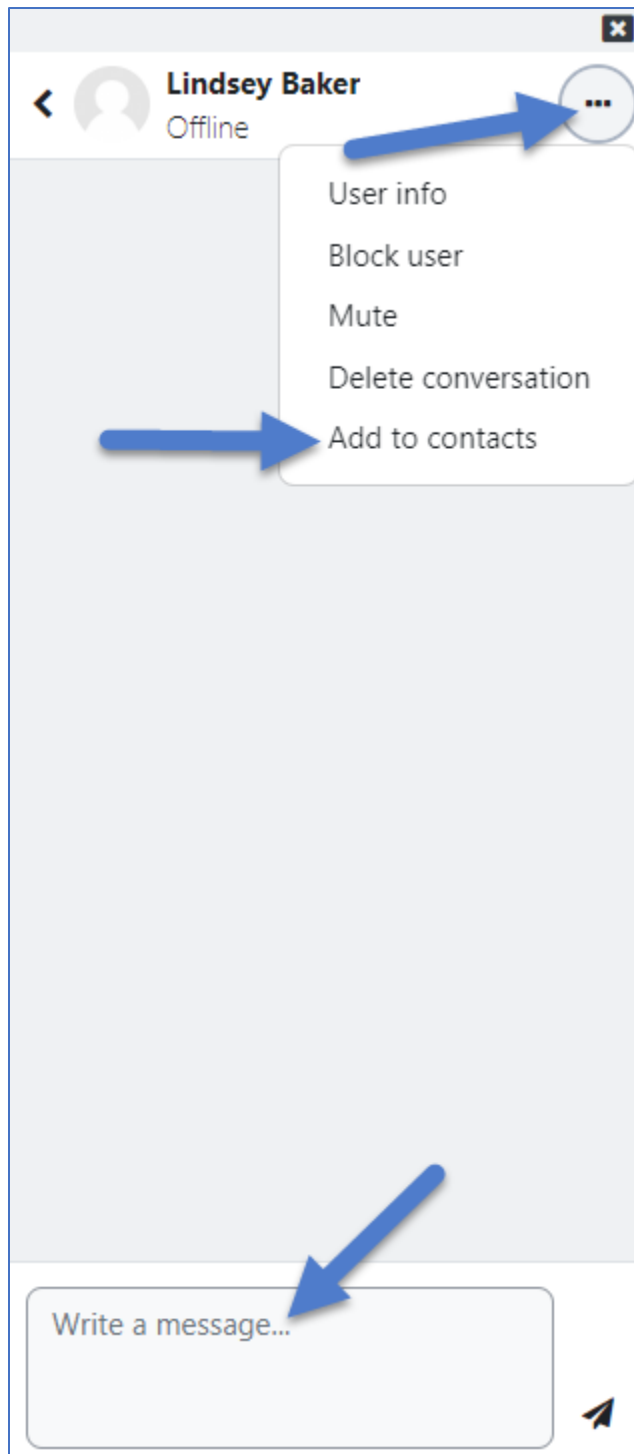 Lindsey Baker
Offline
User info
Block user
Mute
Delete conversation
Add to contacts
Write a message...